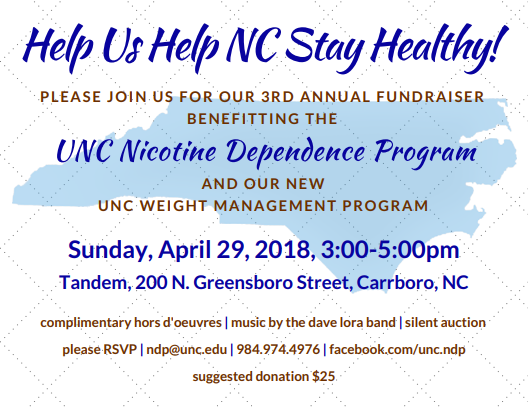 Help Us Help NC Stay Healthy!
PLEASE JOIN US FOR OUR 3RD ANNUAL FUNDRAISER
BENEFITTING THE
UNC Nicotine Dependence Program
AND OUR NEW
UNC WEIGHT MANAGEMENT PROGRAM
Sunday, April 29, 2018, 3:00-5:00pm
Tandem, 200 N. Greensboro Street, Carrboro, NC
complimentary hors d'oeuvres | music by the dave lora band | silent auction
please RSVP | ndp@unc.edu | 984.974.4976 | facebook.com/unc.ndp
suggested donation $25